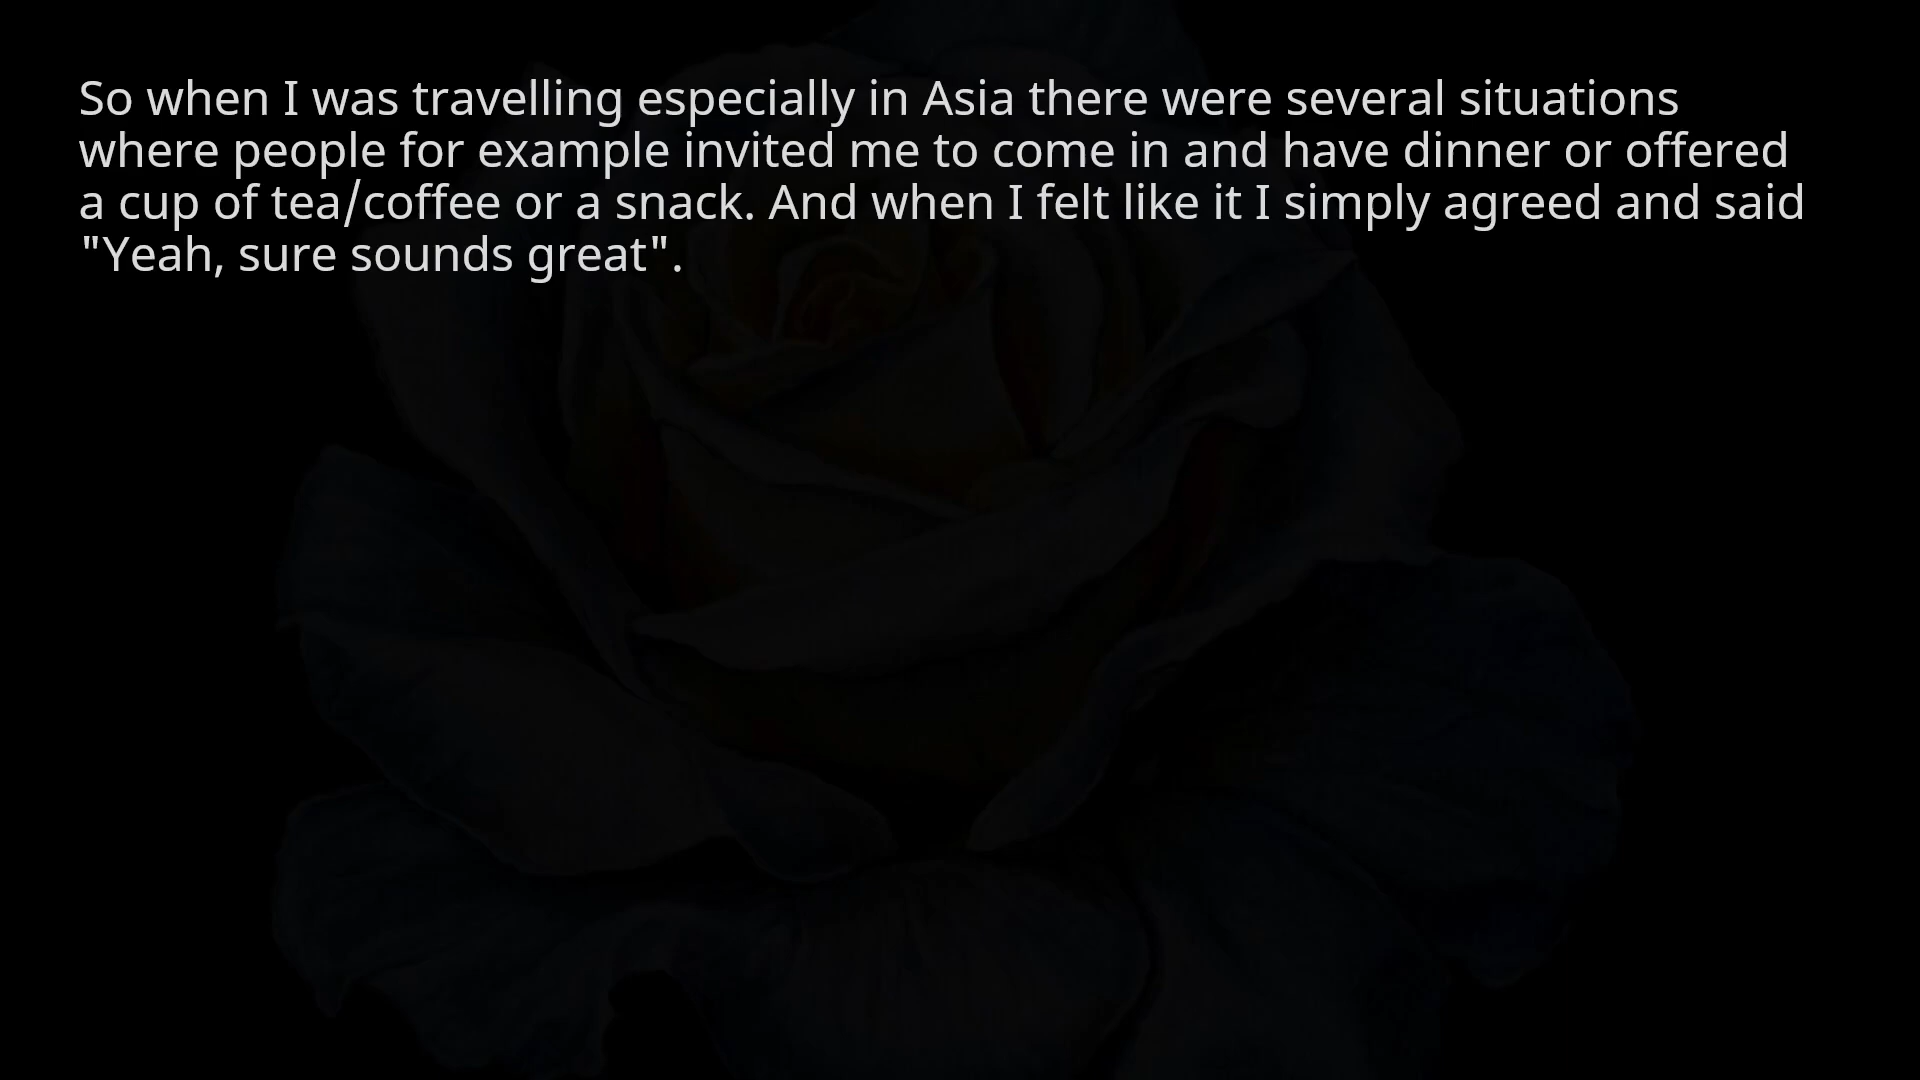 So when I was travelling especially in Asia there were several situations
where people for example invited me to come in and have dinner or offered
a cup of tea/coffee or a snack. And when I felt like it I simply agreed and said
"Yeah, sure sounds great".